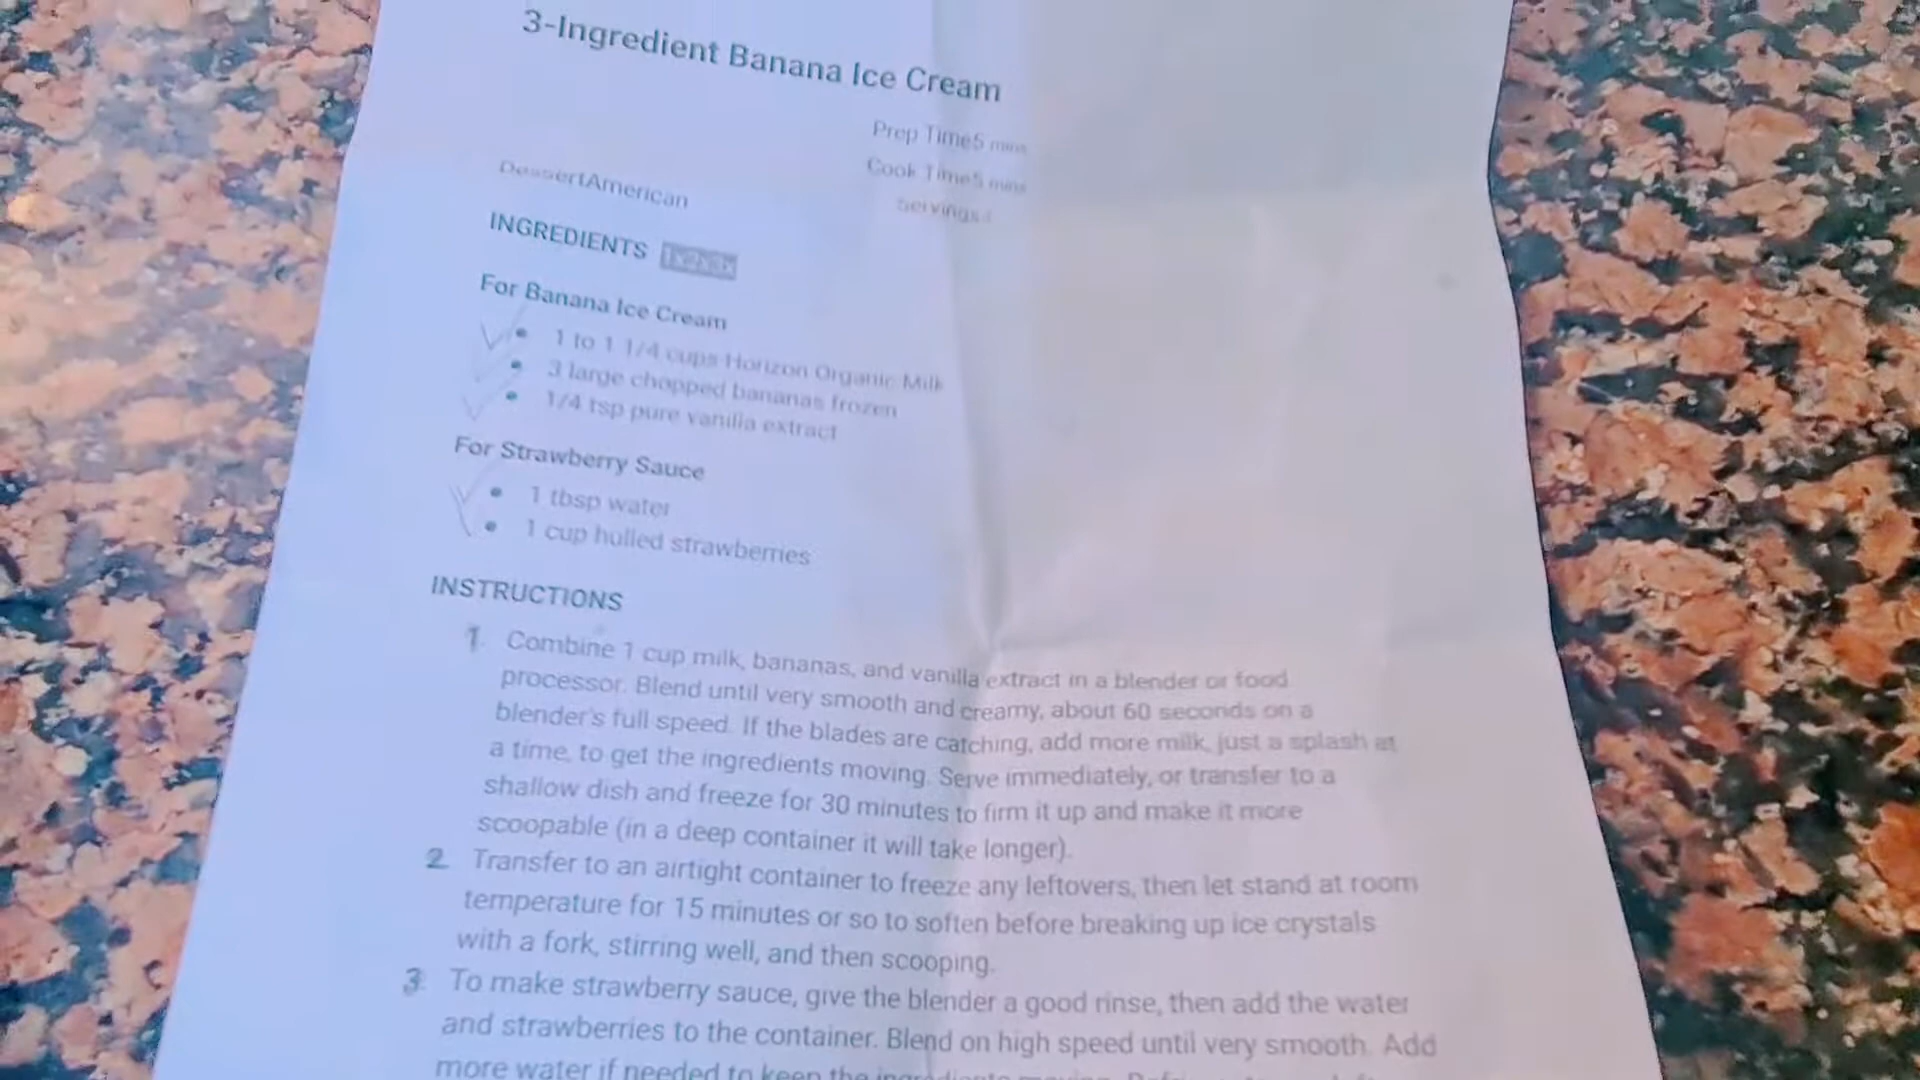 3-Ingredient Banana Ice Cream
Prep Time5 mins
Cook Time5 mins
DessertAmerican
Servings
INGREDIENTS
For Banana Ice Cream
1 to 1 1/4 cups Horizon Organic Milk
3 large chopped bananas frozen
1/4 tsp pure vanilla extract
For Strawberry Sauce
1 tbsp water
1 cup hulled strawberries
INSTRUCTIONS
1. Combine 1 cup milk, bananas, and vanilla extract in a blender or food
processor. Blend until very smooth and creamy, about 60 seconds on a
blender's full speed. If the blades are catching, add more milk, just a splash at
a time, to get the ingredients moving. Serve immediately, or transfer to a
shallow dish and freeze for 30 minutes to firm it up and make it more
scoopable (in a deep container it will take longer).
2. Transfer to an airtight container to freeze any leftovers, then let stand at room
temperature for 15 minutes or so to soften before breaking up ice crystals
with a fork, stirring well, and then scooping.
3. To make strawberry sauce, give the blender a good rinse, then add the water
and strawberries to the container. Blend on high speed until very smooth. Add
more water if needed to keep the ingredients moving.